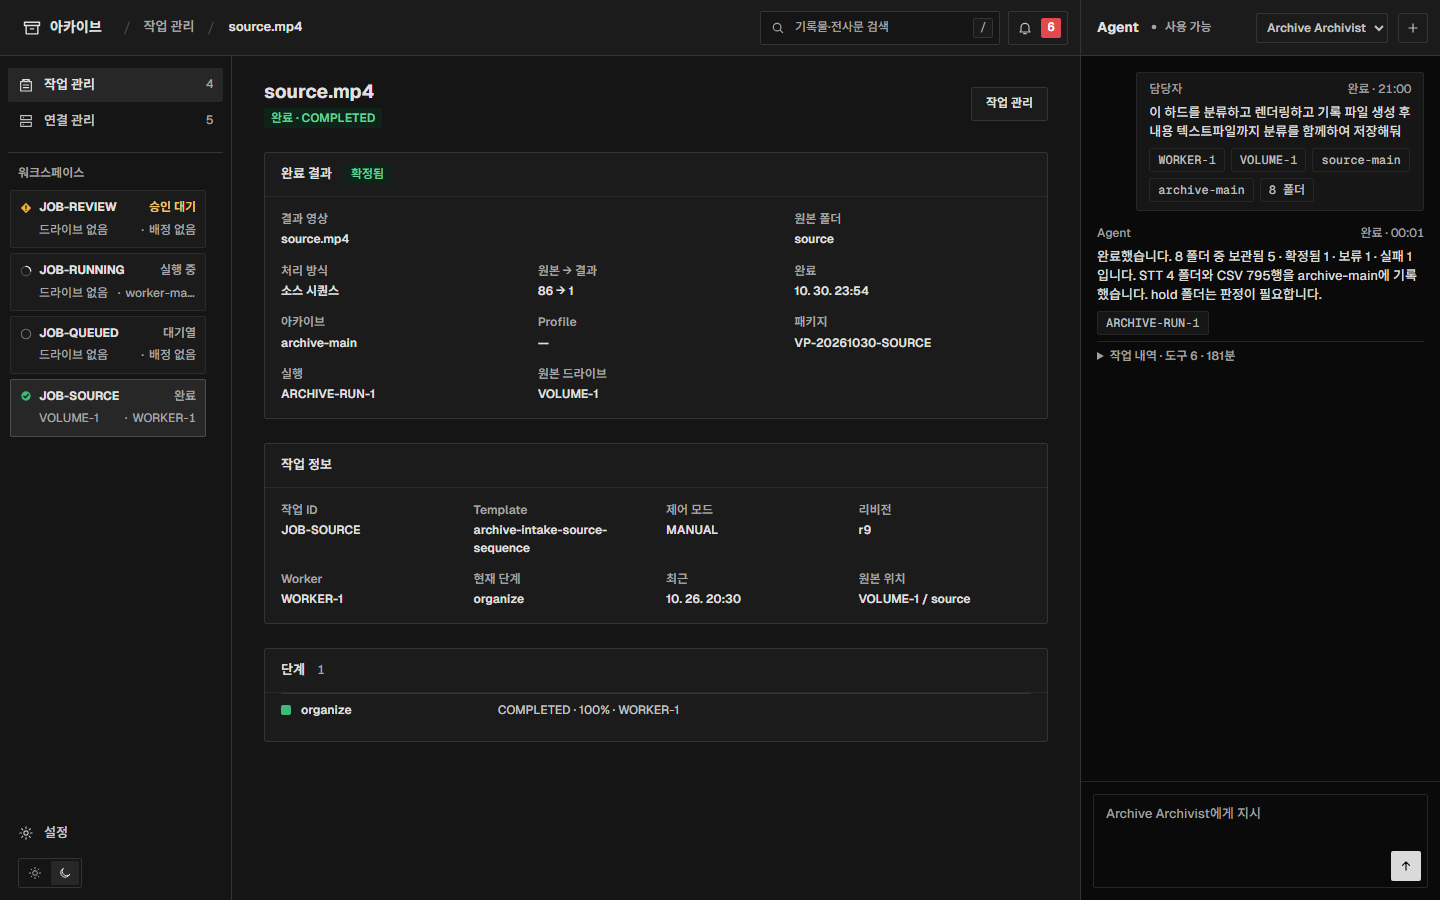 아카이브 / 작업 관리 / source.mp4
기록물·전사문 검색 /
6
Agent • 사용 가능
Archive Archivist
+
작업 관리 4
연결 관리 5
워크스페이스
JOB-REVIEW 승인 대기
드라이브 없음 · 배정 없음
JOB-RUNNING 실행 중
드라이브 없음 · worker-ma...
JOB-QUEUED 대기열
드라이브 없음 · 배정 없음
JOB-SOURCE 완료
VOLUME-1 · WORKER-1
설정
source.mp4
완료 · COMPLETED
작업 관리
완료 결과 확정됨
결과 영상 원본 폴더
source.mp4 source
처리 방식 원본 → 결과 완료
소스 시퀀스 86 → 1 10. 30. 23:54
아카이브 Profile 패키지
archive-main — VP-20261030-SOURCE
실행 원본 드라이브
ARCHIVE-RUN-1 VOLUME-1
작업 정보
작업 ID Template 제어 모드 리비전
JOB-SOURCE archive-intake-source- MANUAL r9
sequence
Worker 현재 단계 최근 원본 위치
WORKER-1 organize 10. 26. 20:30 VOLUME-1 / source
단계 1
organize COMPLETED · 100% · WORKER-1
담당자 완료 · 21:00
이 하드를 분류하고 렌더링하고 기록 파일 생성 후
내용 텍스트파일까지 분류를 함께하여 저장해둬
WORKER-1 VOLUME-1 source-main
archive-main 8 폴더
Agent 완료 · 00:01
완료했습니다. 8 폴더 중 보관됨 5 · 확정됨 1 · 보류 1 · 실패 1
입니다. STT 4 폴더와 CSV 795행을 archive-main에 기록
했습니다. hold 폴더는 판정이 필요합니다.
ARCHIVE-RUN-1
▶ 작업 내역 · 도구 6 · 181분
Archive Archivist에게 지시